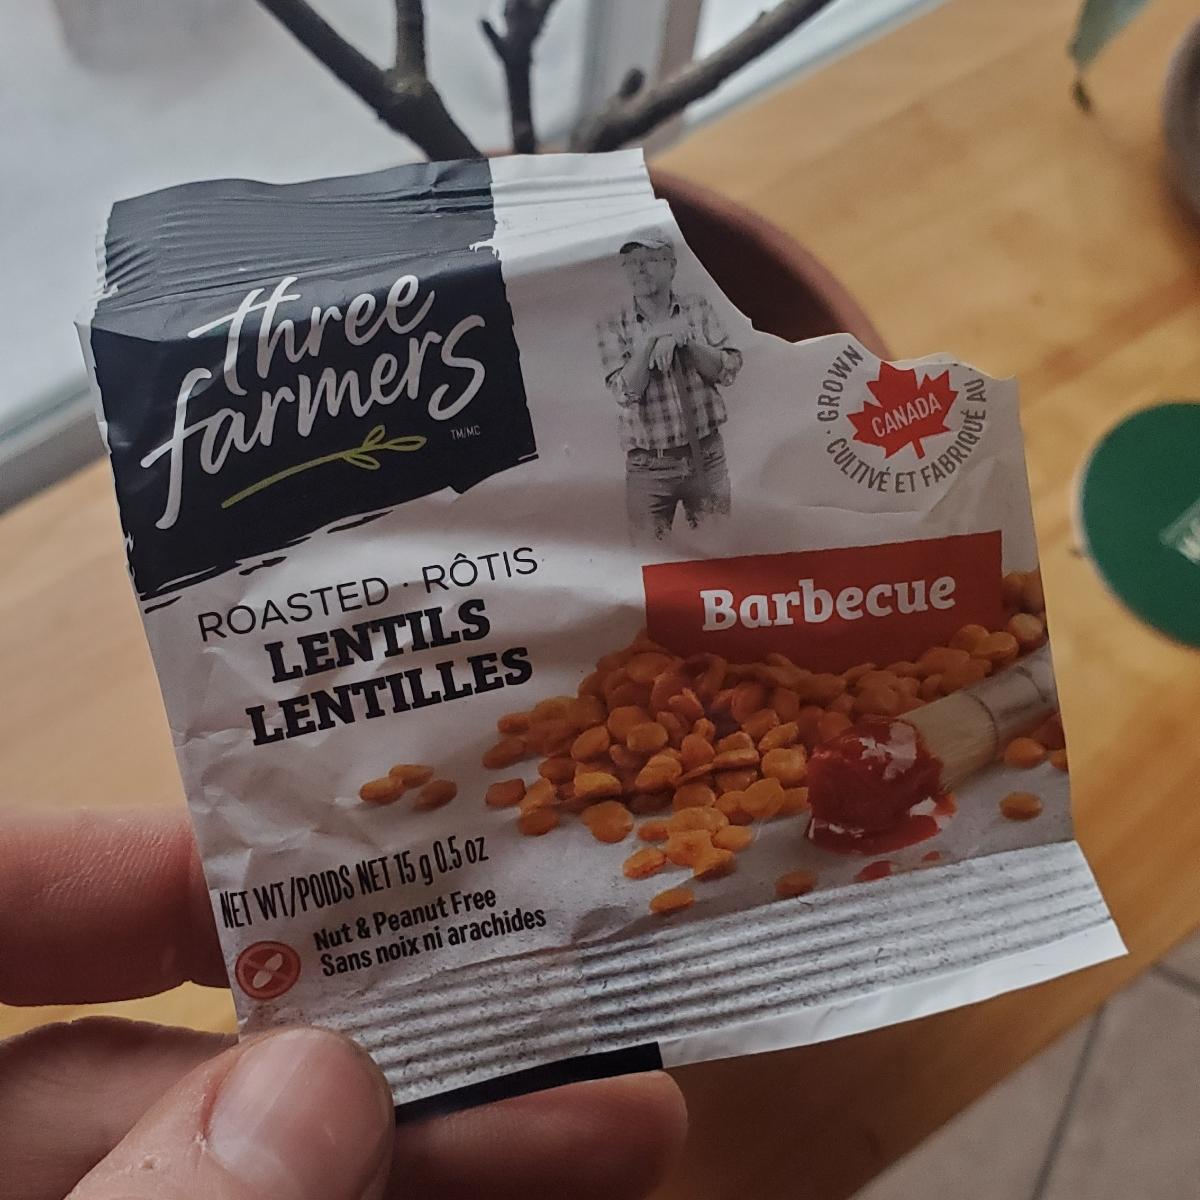 three
farmers
TM/MC
GROWN
CANADA
CULTIVÉ ET FABRIQUÉ AU
ROASTED · RÔTIS
LENTILS
LENTILLES
Barbecue
NET WT/POIDS NET 15 g 0.5 oz
Nut & Peanut Free
Sans noix ni arachides